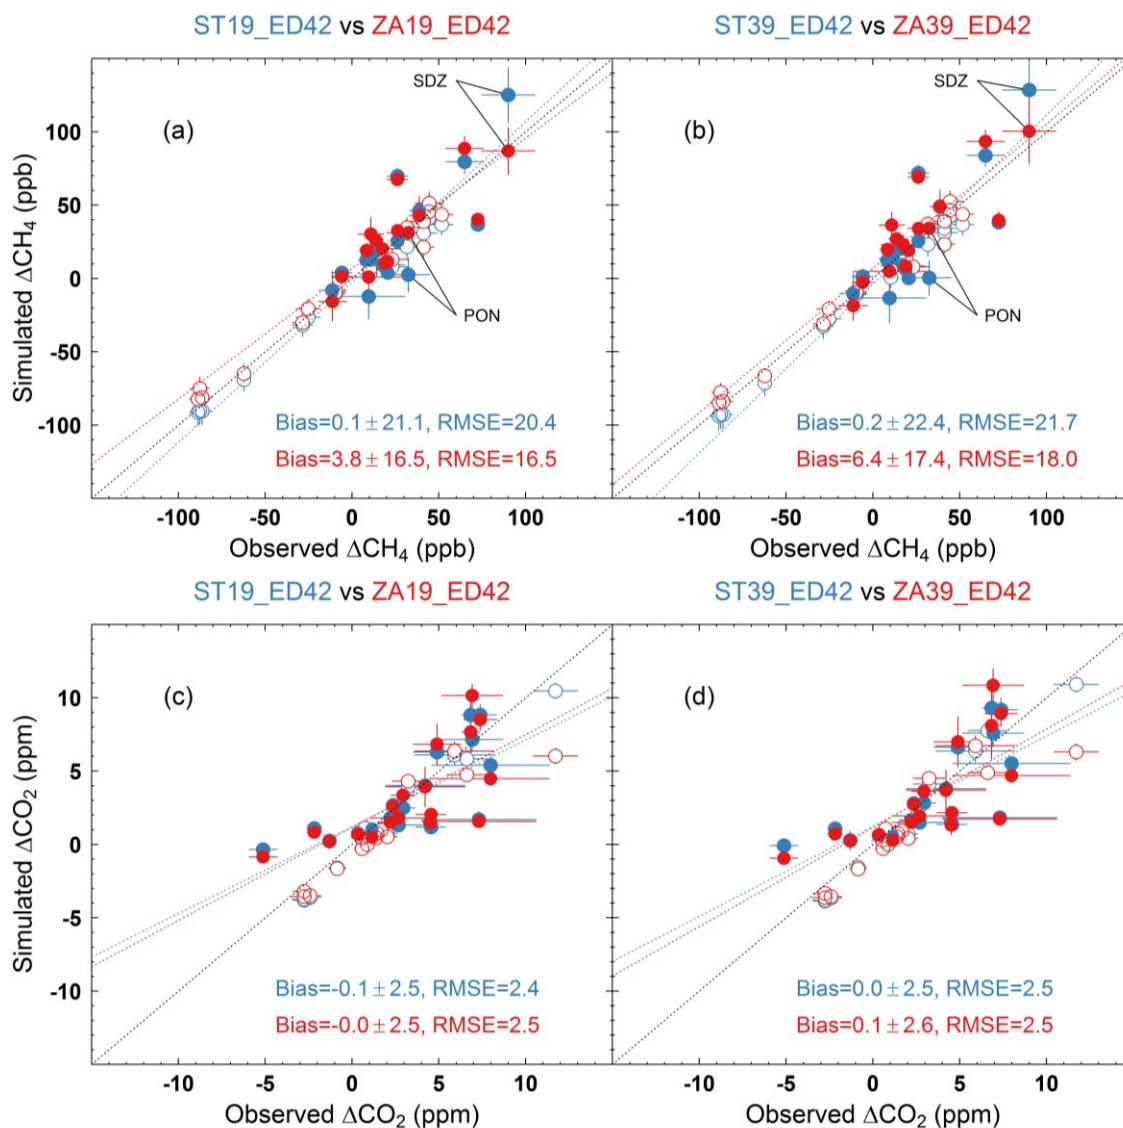 ST19_ED42 vs ZA19_ED42
ST39_ED42 vs ZA39_ED42
(a)
SDZ
PON
Bias=0.1 ± 21.1, RMSE=20.4
Bias=3.8 ± 16.5, RMSE=16.5
Simulated ΔCH₄ (ppb)
100
50
0
-50
-100
-100 -50 0 50 100
Observed ΔCH₄ (ppb)
(b)
SDZ
PON
Bias=0.2 ± 22.4, RMSE=21.7
Bias=6.4 ± 17.4, RMSE=18.0
-100 -50 0 50 100
Observed ΔCH₄ (ppb)
ST19_ED42 vs ZA19_ED42
ST39_ED42 vs ZA39_ED42
(c)
Bias=-0.1 ± 2.5, RMSE=2.4
Bias=-0.0 ± 2.5, RMSE=2.5
Simulated ΔCO₂ (ppm)
10
5
0
-5
-10
-10 -5 0 5 10
Observed ΔCO₂ (ppm)
(d)
Bias=0.0 ± 2.5, RMSE=2.5
Bias=0.1 ± 2.6, RMSE=2.5
-10 -5 0 5 10
Observed ΔCO₂ (ppm)